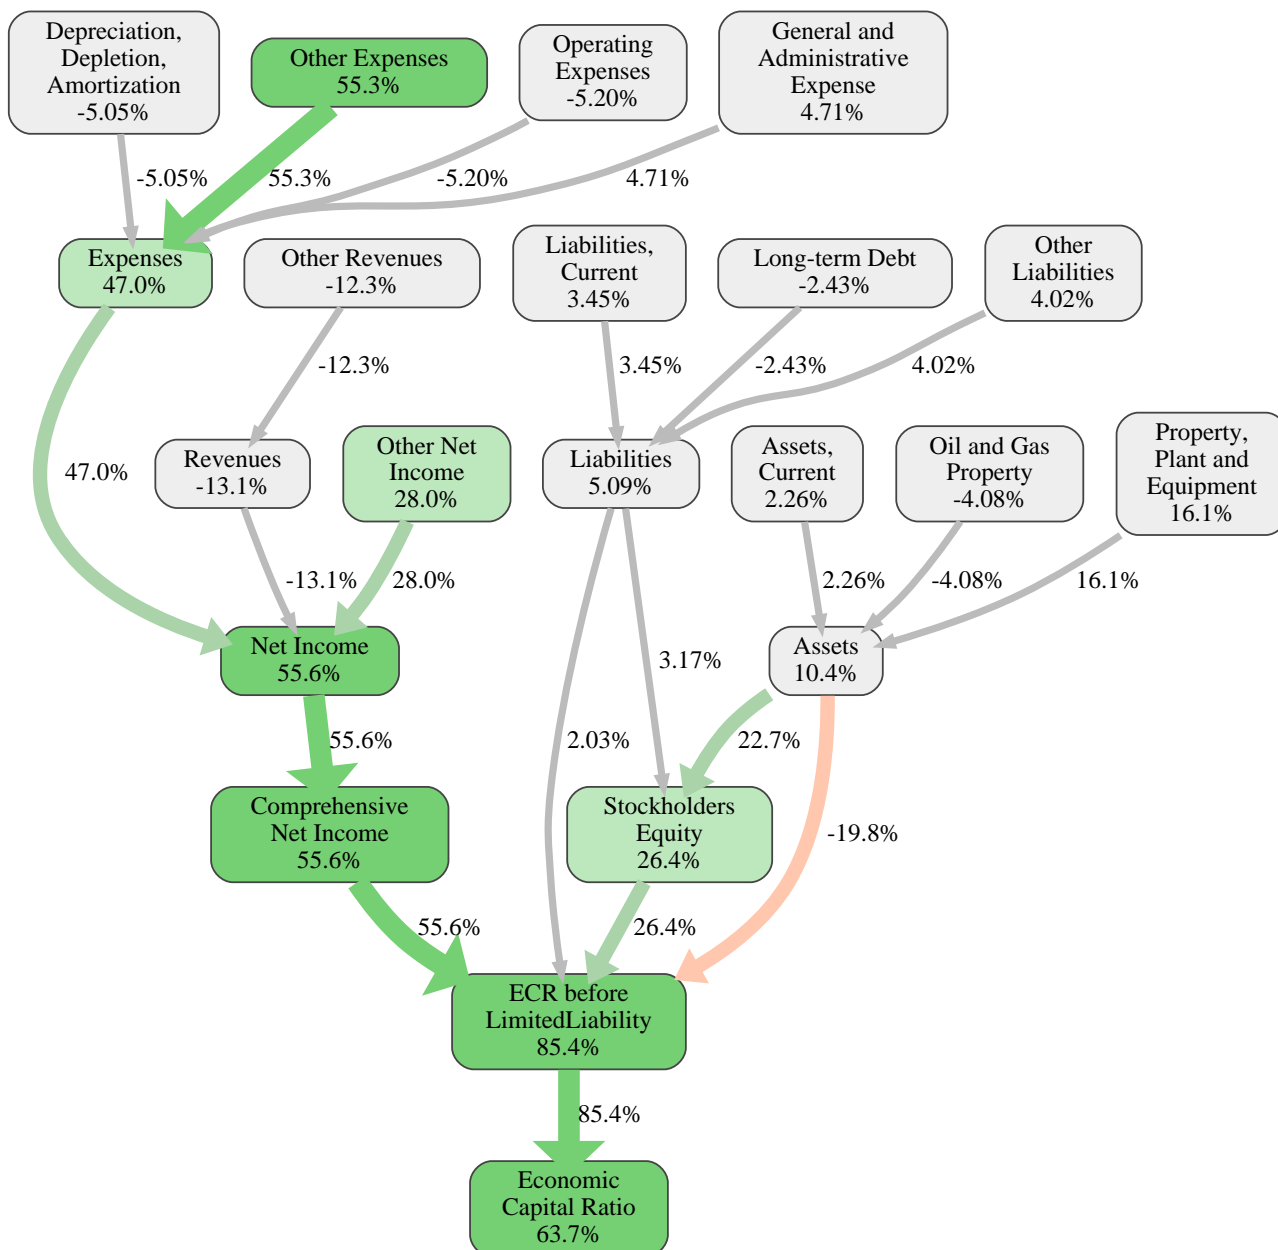 Depreciation,
Depletion,
Amortization
-5.05%
Other Expenses
55.3%
Operating
Expenses
-5.20%
General and
Administrative
Expense
4.71%
-5.05%
55.3%
-5.20%
4.71%
Expenses
47.0%
Other Revenues
-12.3%
Liabilities,
Current
3.45%
Long-term Debt
-2.43%
Other
Liabilities
4.02%
-12.3%
3.45%
-2.43%
4.02%
47.0%
Revenues
-13.1%
Other Net
Income
28.0%
Liabilities
5.09%
Assets,
Current
2.26%
Oil and Gas
Property
-4.08%
Property,
Plant and
Equipment
16.1%
-13.1%
28.0%
2.26%
-4.08%
16.1%
Net Income
55.6%
3.17%
Assets
10.4%
55.6%
2.03%
22.7%
Comprehensive
Net Income
55.6%
Stockholders
Equity
26.4%
-19.8%
55.6%
26.4%
ECR before
LimitedLiability
85.4%
85.4%
Economic
Capital Ratio
63.7%